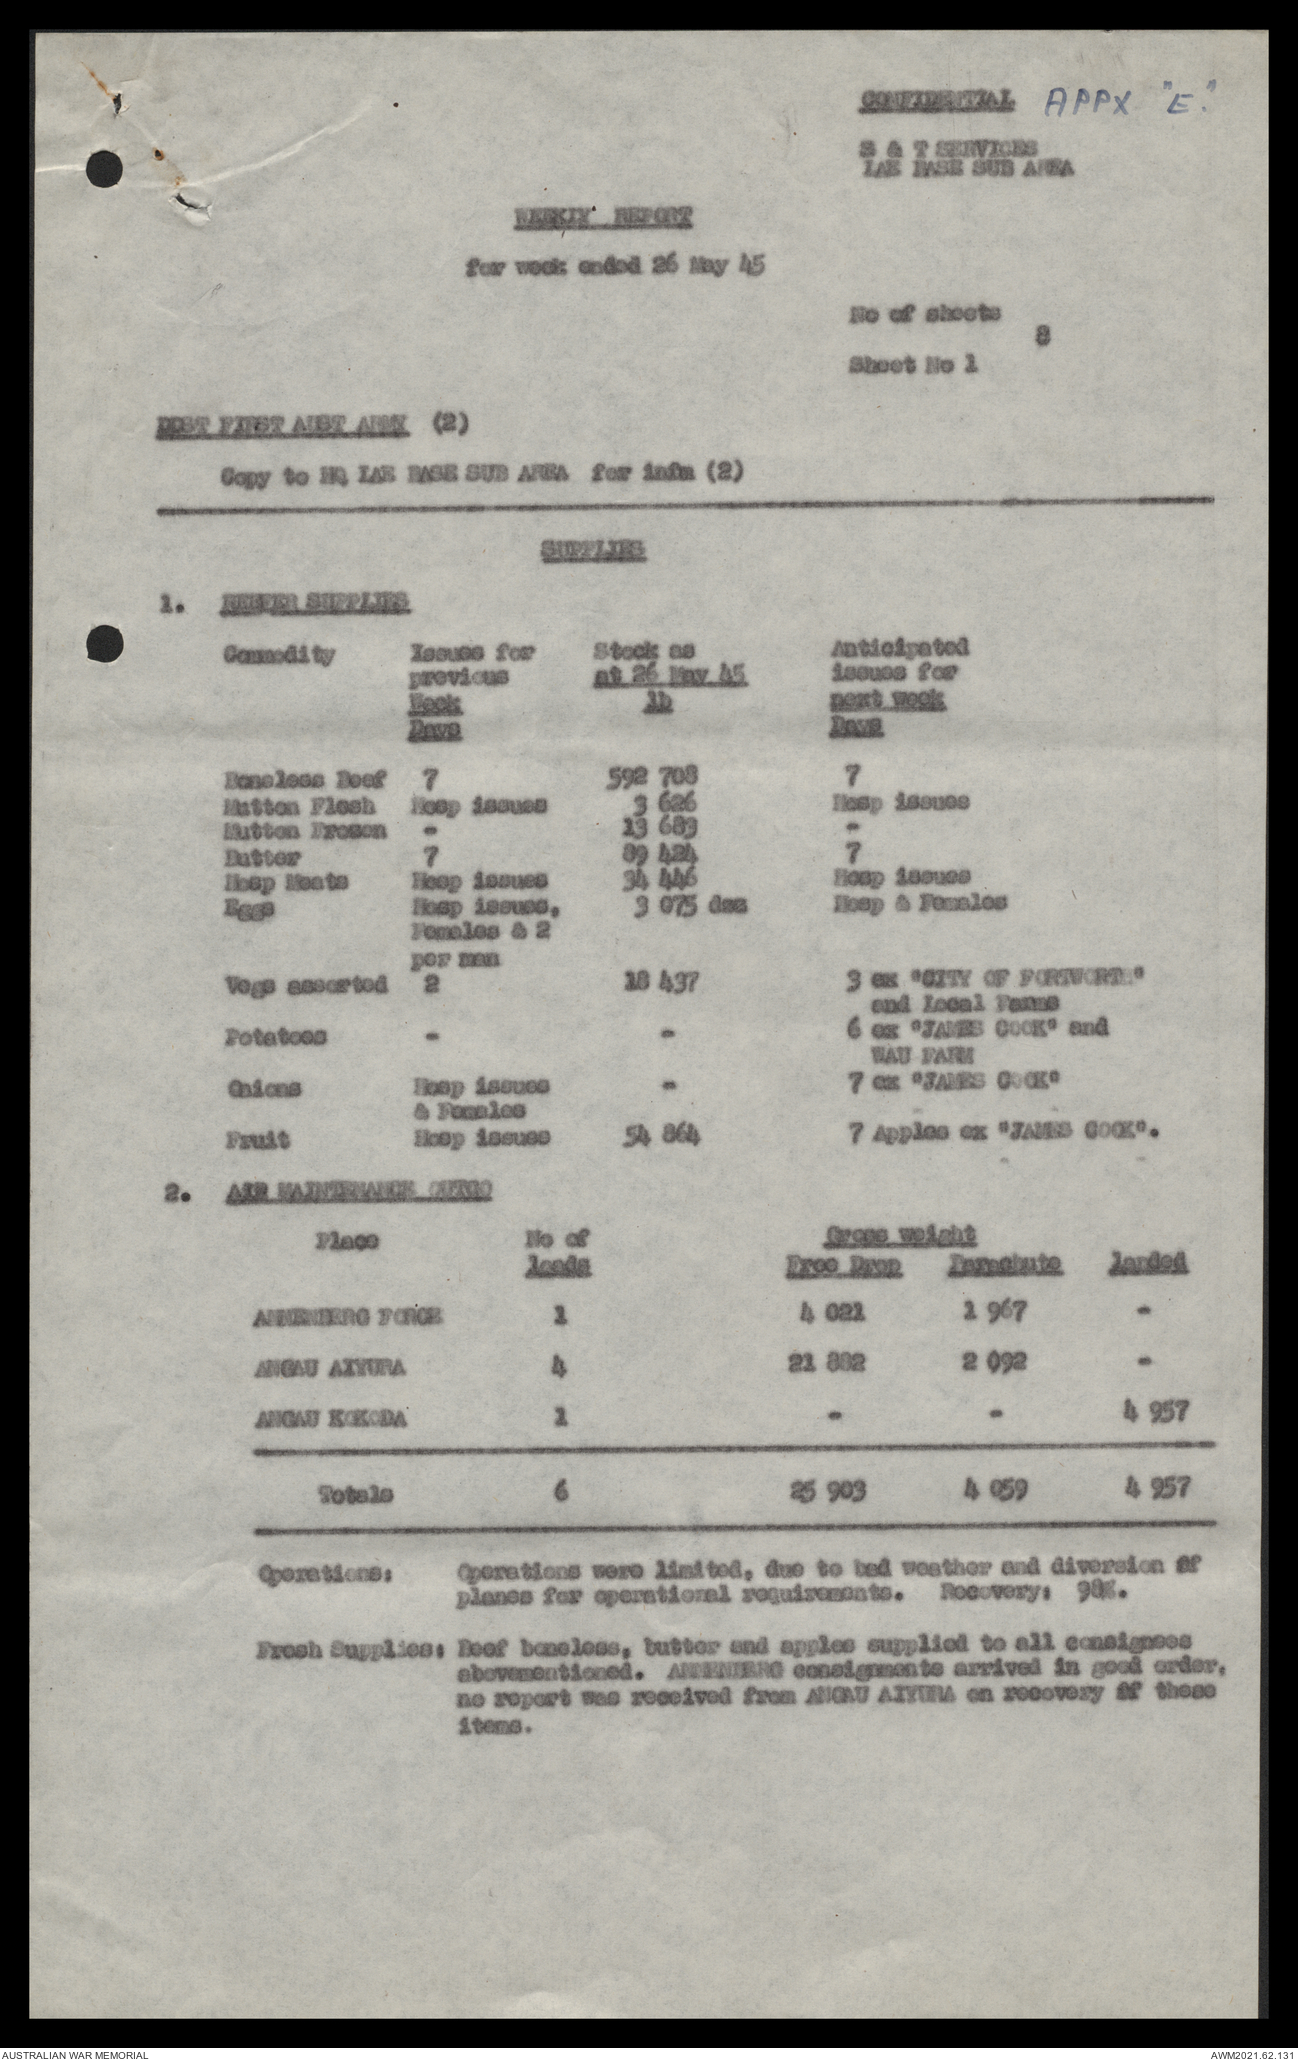 CONFIDENTIAL APPX "E."
S & T SERVICES
LAE BASE SUB AREA
WEEKLY REPORT
for week ended 26 May 45
No of sheets
8
Sheet No 1
DDST FIRST AUST ARMY (2)
Copy to HQ LAE BASE SUB AREA for infm (2)
SUPPLIES
1. REEFER SUPPLIES
Commodity Issues for Stock as Anticipated
previous at 26 May 45 issues for
Week lb next week
Days Days
Boneless Beef 7 592 708 7
Mutton Flesh Hosp issues 3 626 Hosp issues
Mutton Frozen - 13 683 -
Butter 7 89 424 7
Hosp Meats Hosp issues 34 446 Hosp issues
Eggs Hosp issues, 3 075 doz Hosp & Females
Females & 2
per man
Vegs assorted 2 18 437 3 ex "CITY OF FORTWORTH"
and Local Farms
Potatoes - - 6 ex "JAMES COOK" and
WAU FARM
Onions Hosp issues - 7 ex "JAMES COOK"
& Females
Fruit Hosp issues 54 864 7 Apples ex "JAMES COOK".
2. AIR MAINTENANCE OUTGO
Place No of Gross weight
loads Free Drop Parachute landed
ANNENBERG FORCE 1 4 021 1 967 -
ANGAU AIYURA 4 21 882 2 092 -
ANGAU KOKODA 1 - - 4 957
Totals 6 25 903 4 059 4 957
Operations: Operations were limited, due to bad weather and diversion of
planes for operational requirements. Recovery: 98%.
Fresh Supplies: Beef boneless, butter and apples supplied to all consignees
abovementioned. ANNENBERG consignments arrived in good order,
no report was received from ANGAU AIYURA on recovery of these
items.
AUSTRALIAN WAR MEMORIAL AWM2021.62.131